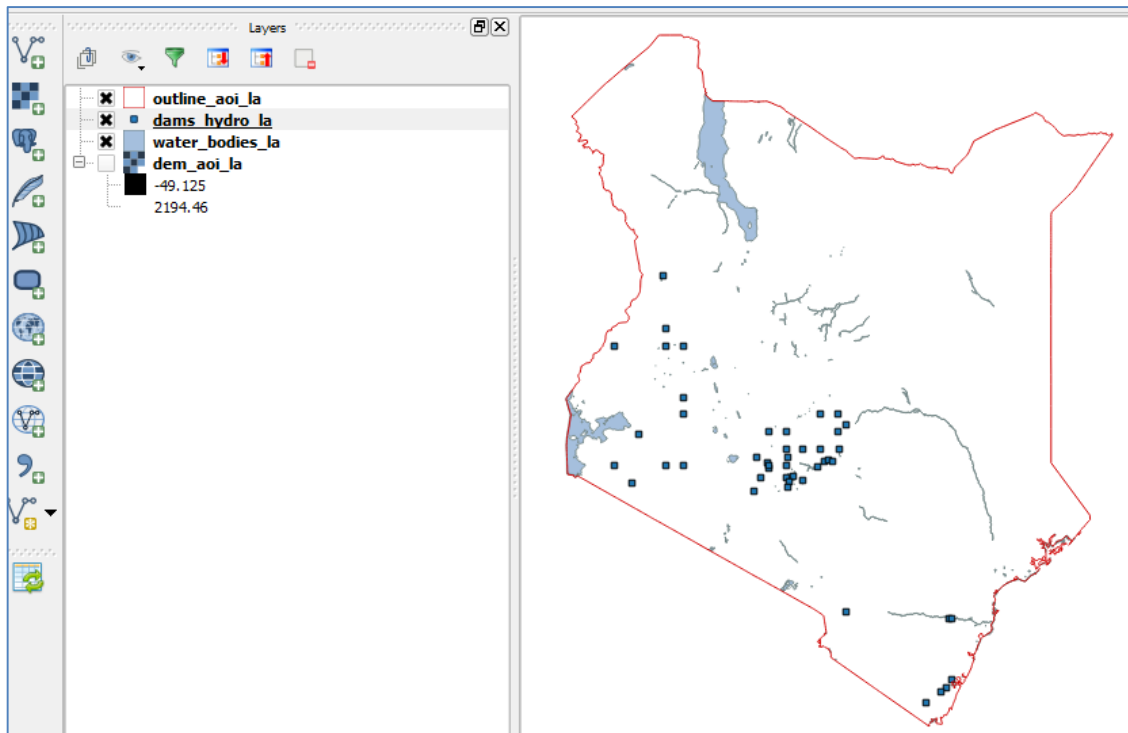 Layers
outline_aoi_la
dams_hydro_la
water_bodies_la
dem_aoi_la
-49.125
2194.46